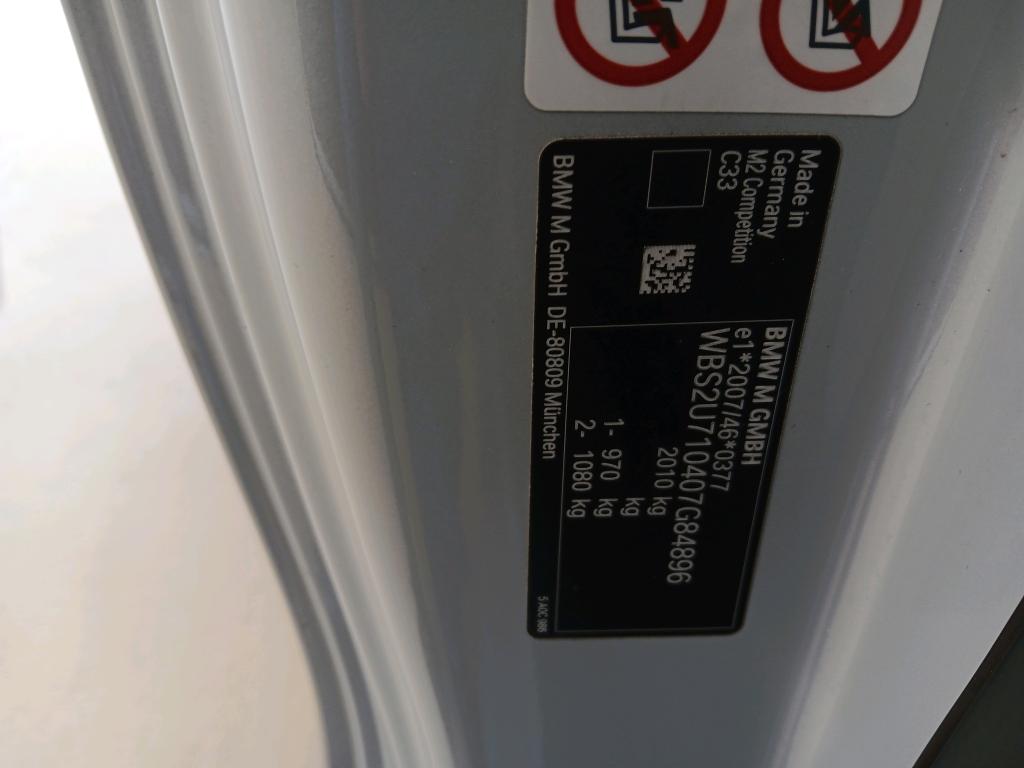 Made in
Germany
M2 Competition
C33
BMW M GMBH
e1*2007/46*0377
WBS2U710407G84896
2010 kg
1- 970 kg
2- 1080 kg
BMW M GmbH DE-80809 München